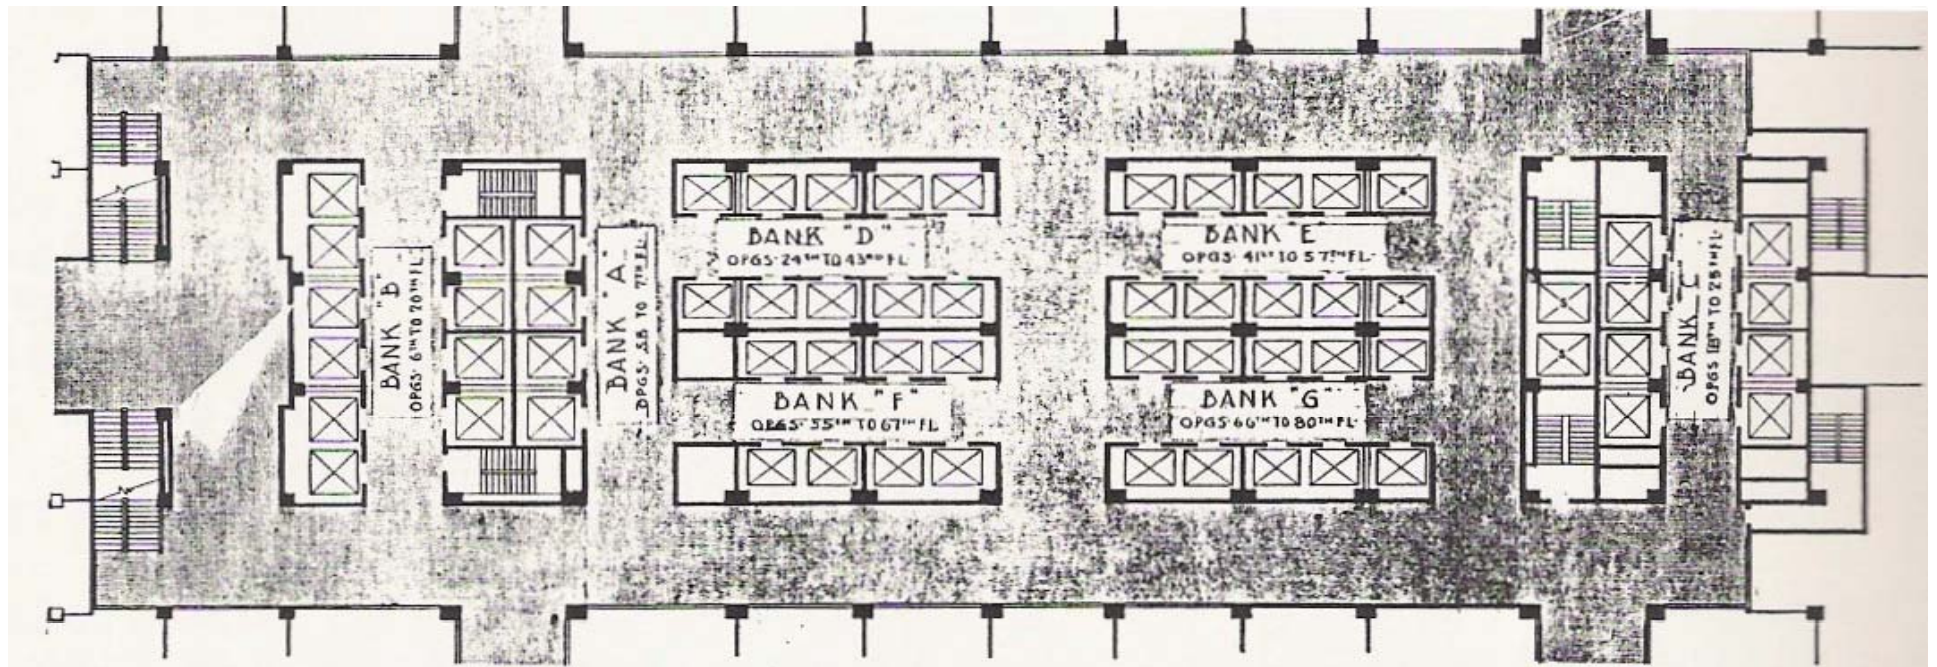 BANK "B"
OPGS· 6TH TO 20TH FL·
BANK "A"
OPGS· SB TO 7TH FL·
BANK "D"
OPGS· 24TH TO 43RD FL·
BANK "E"
OPGS· 41ST TO 57TH FL·
S
S
BANK "F"
OPGS· 55TH TO 67TH FL
BANK "G"
OPGS· 66TH TO 80TH FL·
S
S
BANK "C"
OPGS 18TH TO 25TH FL·